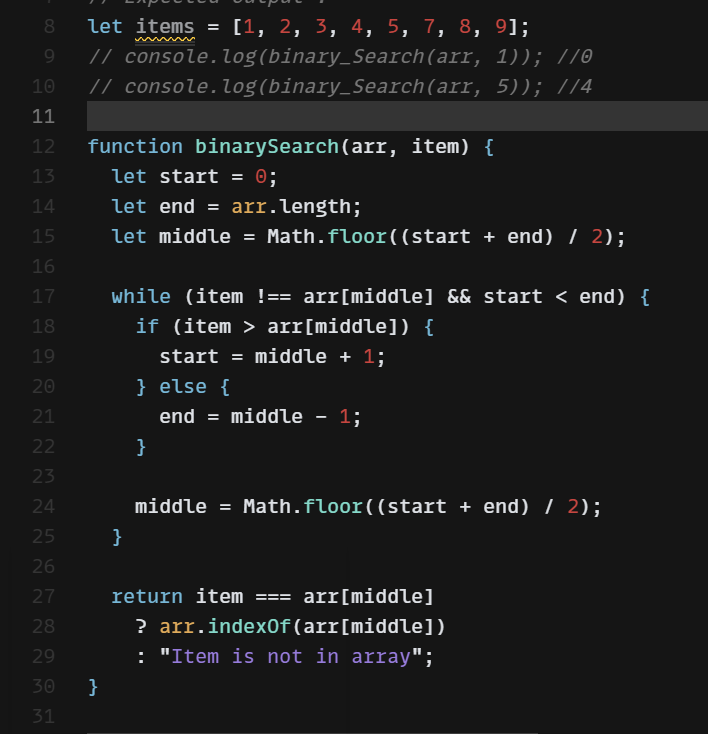 8 let items = [1, 2, 3, 4, 5, 7, 8, 9];
9 // console.log(binary_Search(arr, 1)); //0
10 // console.log(binary_Search(arr, 5)); //4
11
12 function binarySearch(arr, item) {
13 let start = 0;
14 let end = arr.length;
15 let middle = Math.floor((start + end) / 2);
16
17 while (item !== arr[middle] && start < end) {
18 if (item > arr[middle]) {
19 start = middle + 1;
20 } else {
21 end = middle - 1;
22 }
23
24 middle = Math.floor((start + end) / 2);
25 }
26
27 return item === arr[middle]
28 ? arr.indexOf(arr[middle])
29 : "Item is not in array";
30 }
31